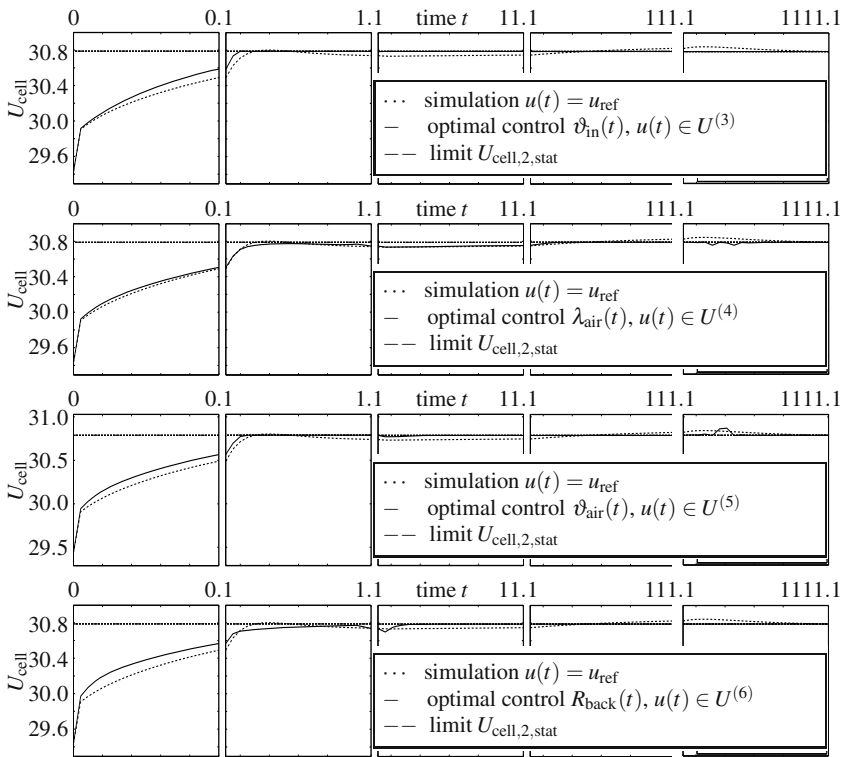 0 0.1 1.1 time t 11.1 111.1 1111.1
30.8
30.4
30.0
29.6
U_cell
··· simulation u(t) = u_ref
− optimal control ϑ_in(t), u(t) ∈ U^(3)
−− limit U_cell,2,stat
0 0.1 1.1 time t 11.1 111.1 1111.1
30.8
30.4
30.0
29.6
U_cell
··· simulation u(t) = u_ref
− optimal control λ_air(t), u(t) ∈ U^(4)
−− limit U_cell,2,stat
0 0.1 1.1 time t 11.1 111.1 1111.1
31.0
30.5
30.0
29.5
U_cell
··· simulation u(t) = u_ref
− optimal control ϑ_air(t), u(t) ∈ U^(5)
−− limit U_cell,2,stat
0 0.1 1.1 time t 11.1 111.1 1111.1
30.8
30.4
30.0
29.6
U_cell
··· simulation u(t) = u_ref
− optimal control R_back(t), u(t) ∈ U^(6)
−− limit U_cell,2,stat